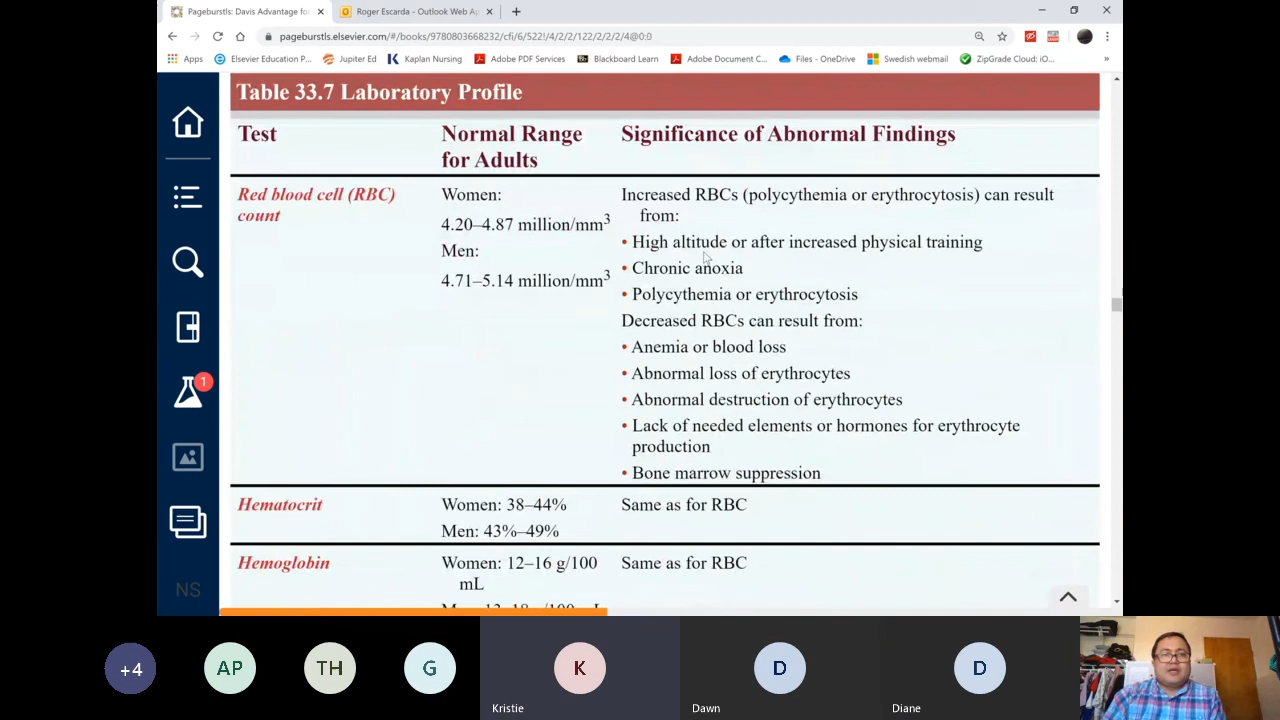 Pageburstls: Davis Advantage fo
Roger Escarda - Outlook Web Ap
pageburstls.elsevier.com/#/books/9780803668232/cfi/6/522!/4/2/2/122/2/2/2/4@0:0
Apps
Elsevier Education P...
Jupiter Ed
Kaplan Nursing
Adobe PDF Services
Blackboard Learn
Adobe Document C...
Files - OneDrive
Swedish webmail
ZipGrade Cloud: iO...
»
Table 33.7 Laboratory Profile
Test
Normal Range
for Adults
Significance of Abnormal Findings
Red blood cell (RBC)
count
Women:
4.20–4.87 million/mm³
Men:
4.71–5.14 million/mm³
Increased RBCs (polycythemia or erythrocytosis) can result
from:
• High altitude or after increased physical training
• Chronic anoxia
• Polycythemia or erythrocytosis
Decreased RBCs can result from:
• Anemia or blood loss
• Abnormal loss of erythrocytes
• Abnormal destruction of erythrocytes
• Lack of needed elements or hormones for erythrocyte
production
• Bone marrow suppression
Hematocrit
Women: 38–44%
Men: 43%–49%
Same as for RBC
Hemoglobin
Women: 12–16 g/100
mL
Same as for RBC
1
NS
+4
AP
TH
G
K
D
D
Kristie
Dawn
Diane